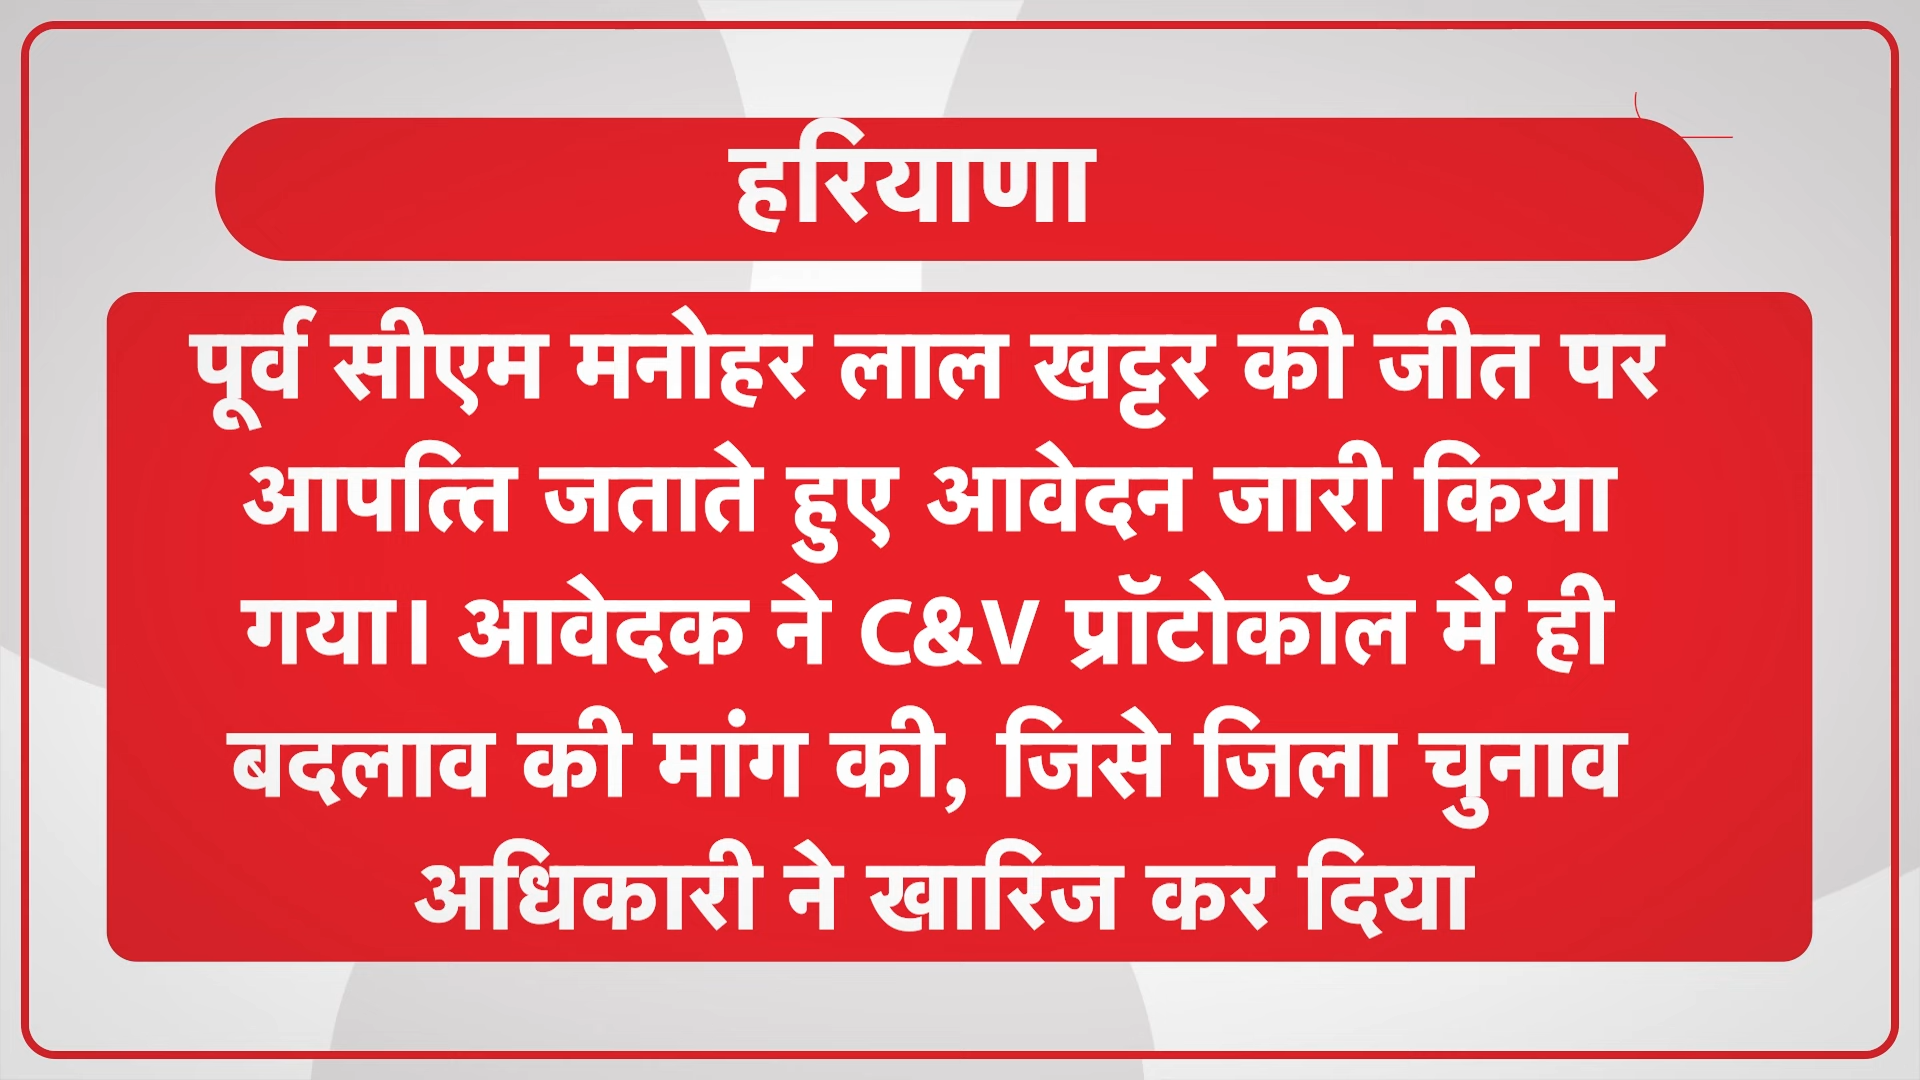 हरियाणा
पूर्व सीएम मनोहर लाल खट्टर की जीत पर
आपत्ति जताते हुए आवेदन जारी किया
गया। आवेदक ने C&V प्रॉटोकॉल में ही
बदलाव की मांग की, जिसे जिला चुनाव
अधिकारी ने खारिज कर दिया